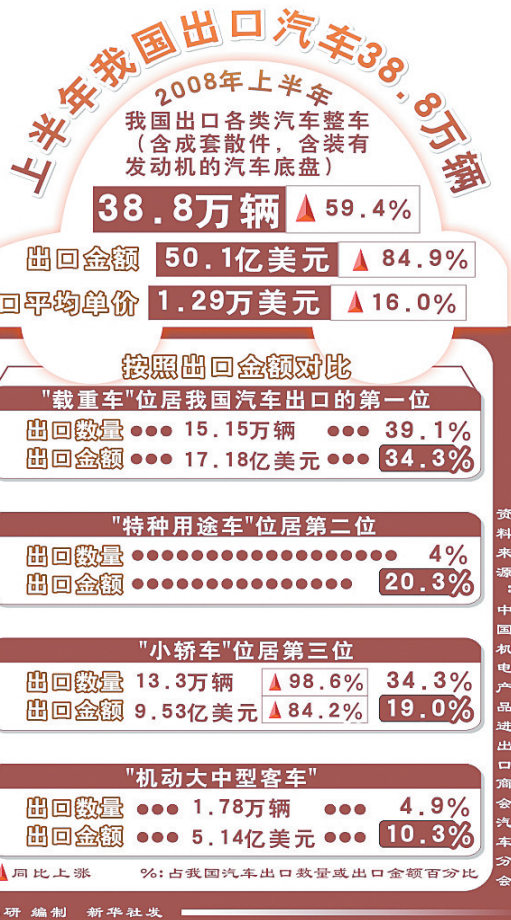 上半年我国出口汽车38.8万辆
2008年上半年
我国出口各类汽车整车
（含成套散件，含装有
发动机的汽车底盘）
38.8万辆 59.4%
出口金额 50.1亿美元 84.9%
口平均单价 1.29万美元 16.0%
按照出口金额对比
"载重车"位居我国汽车出口的第一位
出口数量 ●●● 15.15万辆 ●●● 39.1%
出口金额 ●●● 17.18亿美元 ●●● 34.3%
"特种用途车"位居第二位
出口数量 ●●●●●●●●●●●●●●●●●● 4%
出口金额 ●●●●●●●●●●●●●●● 20.3%
"小轿车"位居第三位
出口数量 13.3万辆 98.6% 34.3%
出口金额 9.53亿美元 84.2% 19.0%
"机动大中型客车"
出口数量 ●●● 1.78万辆 ●●● 4.9%
出口金额 ●●● 5.14亿美元 ●●● 10.3%
同比上涨 %:占我国汽车出口数量或出口金额百分比
资料来源：中国机电产品进出口商会汽车分会
研 编制 新华社发